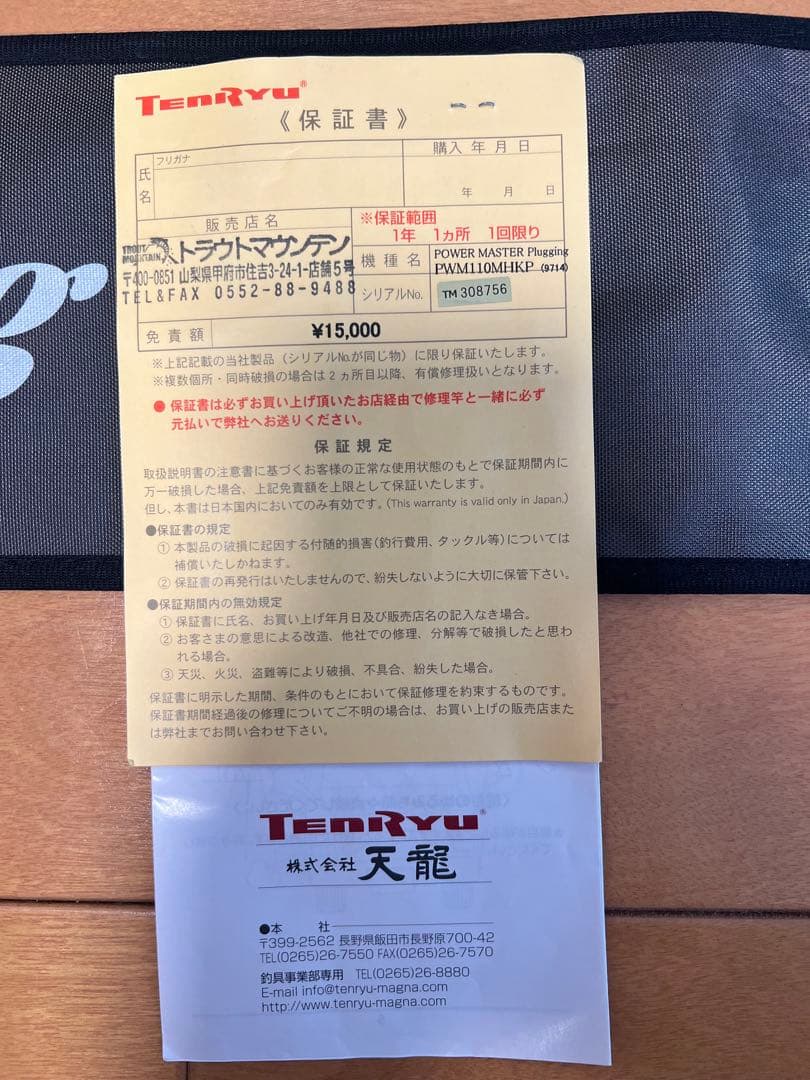 TENRYU®
《保証書》
フリガナ
氏名
購入年月日
年 月 日
販売店名
TROUT MOUNTAIN トラウトマウンテン
〒400-0851 山梨県甲府市住吉3-24-1-店舗5号
TEL&FAX 0552-88-9488
※保証範囲
1年 1ヵ所 1回限り
機種名 POWER MASTER Plugging
PWM110MHKP (9714)
シリアルNo. TM 308756
免責額 ¥15,000
※上記記載の当社製品(シリアルNo.が同じ物)に限り保証いたします。
※複数個所・同時破損の場合は2ヵ所目以降、有償修理扱いとなります。
●保証書は必ずお買い上げ頂いたお店経由で修理竿と一緒に必ず
元払いで弊社へお送りください。
保証規定
取扱説明書の注意書に基づくお客様の正常な使用状態のもとで保証期間内に
万一破損した場合、上記免責額を上限として保証いたします。
但し、本書は日本国内においてのみ有効です。(This warranty is valid only in Japan.)
●保証書の規定
① 本製品の破損に起因する付随的損害(釣行費用、タックル等)については
補償いたしかねます。
② 保証書の再発行はいたしませんので、紛失しないように大切に保管下さい。
●保証期間内の無効規定
① 保証書に氏名、お買い上げ年月日及び販売店名の記入なき場合。
② お客さまの意思による改造、他社での修理、分解等で破損したと思わ
れる場合。
③ 天災、火災、盗難等により破損、不具合、紛失した場合。
保証書に明示した期間、条件のもとにおいて保証修理を約束するものです。
保証書期間経過後の修理についてご不明の場合は、お買い上げの販売店また
は弊社までお問い合わせ下さい。
TENRYU®
株式会社 天龍
●本 社
〒399-2562 長野県飯田市長野原700-42
TEL(0265)26-7550 FAX(0265)26-7570
釣具事業部専用 TEL(0265)26-8880
E-mail info@tenryu-magna.com
http://www.tenryu-magna.com